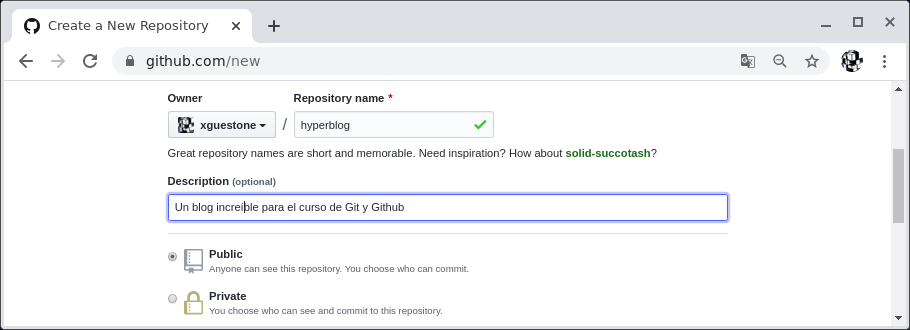 Create a New Repository
github.com/new
Owner
Repository name *
xguestone / hyperblog
Great repository names are short and memorable. Need inspiration? How about solid-succotash?
Description (optional)
Un blog increíble para el curso de Git y Github
Public
Anyone can see this repository. You choose who can commit.
Private
You choose who can see and commit to this repository.